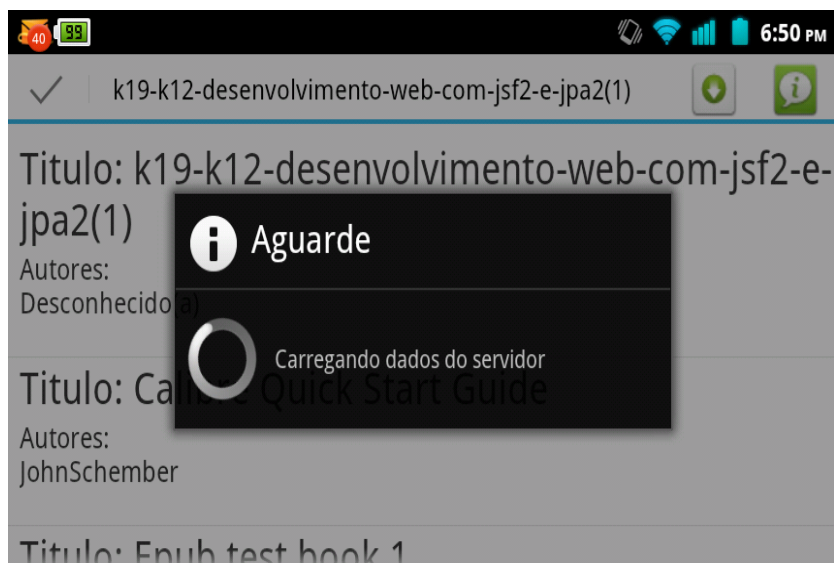 40 99 6:50 PM
k19-k12-desenvolvimento-web-com-jsf2-e-jpa2(1)
Titulo: k19-k12-desenvolvimento-web-com-jsf2-e-
jpa2(1)
Aguarde
Autores:
Desconhecido(a)
Carregando dados do servidor
Titulo: Calibre Quick Start Guide
Autores:
JohnSchember
Titulo: Epub test book 1